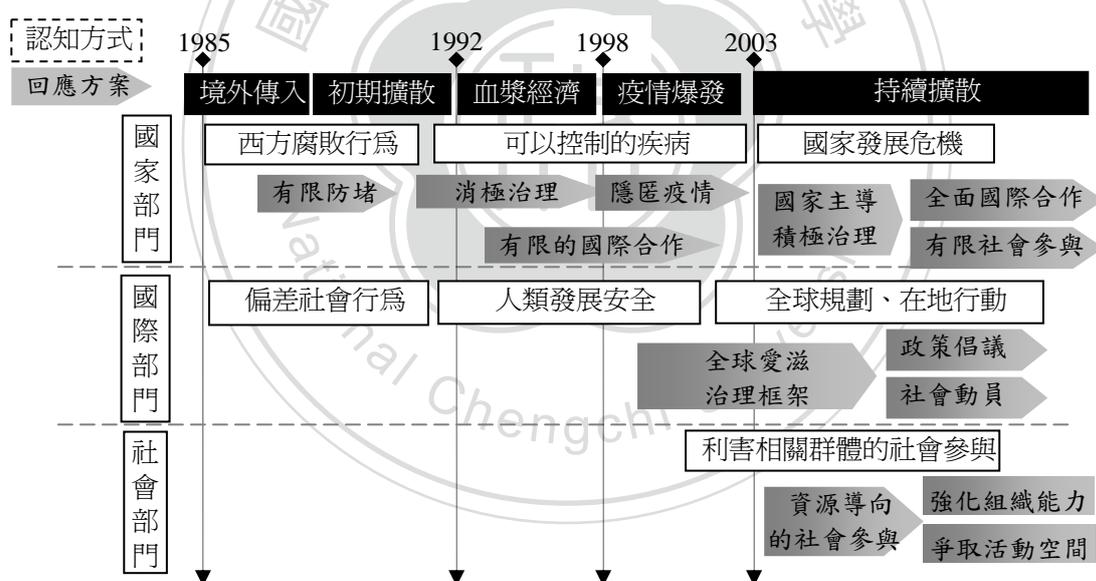 認知方式
回應方案
1985
1992
1998
2003
境外傳入
初期擴散
血漿經濟
疫情爆發
持續擴散
國家部門
西方腐敗行為
可以控制的疾病
國家發展危機
有限防堵
消極治理
隱匿疫情
有限的國際合作
國家主導
積極治理
全面國際合作
有限社會參與
國際部門
偏差社會行為
人類發展安全
全球規劃、在地行動
全球愛滋
治理框架
政策倡議
社會動員
社會部門
利害相關群體的社會參與
資源導向
的社會參與
強化組織能力
爭取活動空間
國
學
National Chengchi